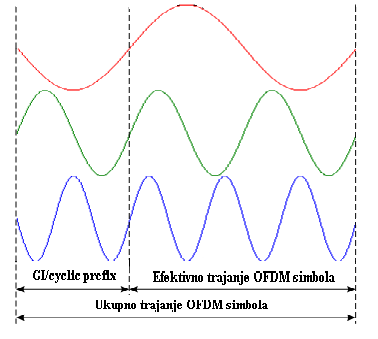 GI/cyclic prefix
Efektivno trajanje OFDM simbola
Ukupno trajanje OFDM simbola